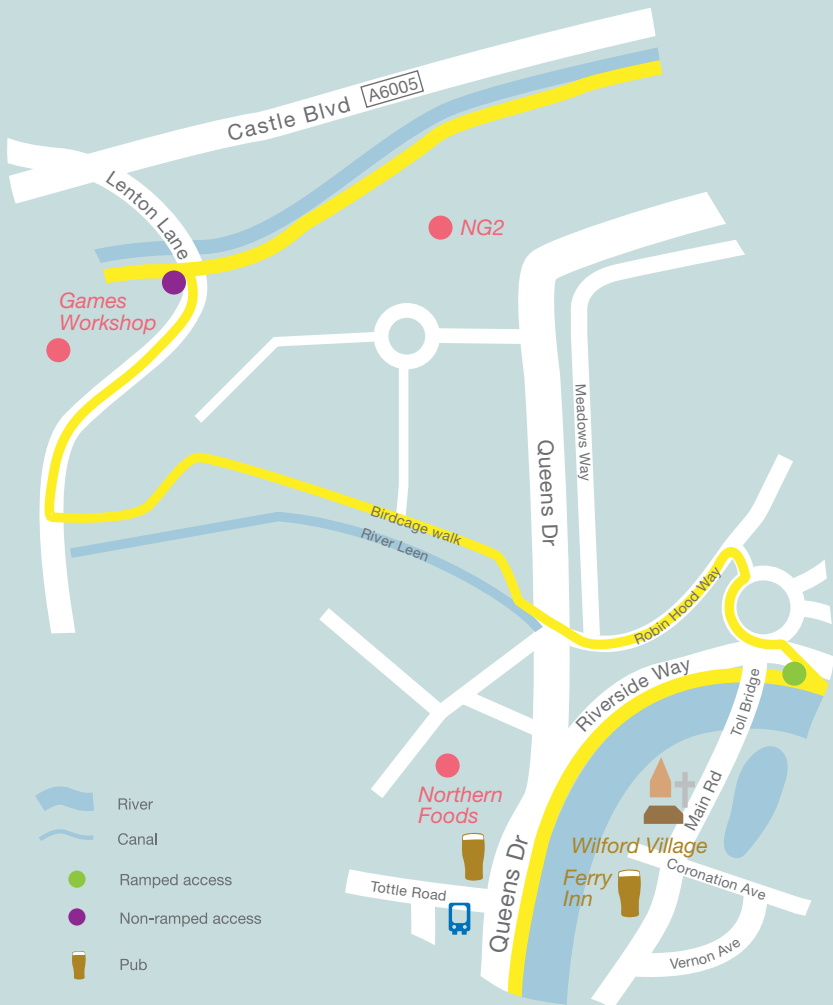 Castle Blvd
A6005
Lenton Lane
NG2
Games
Workshop
Meadows Way
Queens Dr
Birdcage walk
River Leen
Robin Hood Way
Riverside Way
Toll Bridge
Main Rd
Northern
Foods
Wilford Village
Ferry
Inn
Coronation Ave
Vernon Ave
Tottle Road
Queens Dr
River
Canal
Ramped access
Non-ramped access
Pub